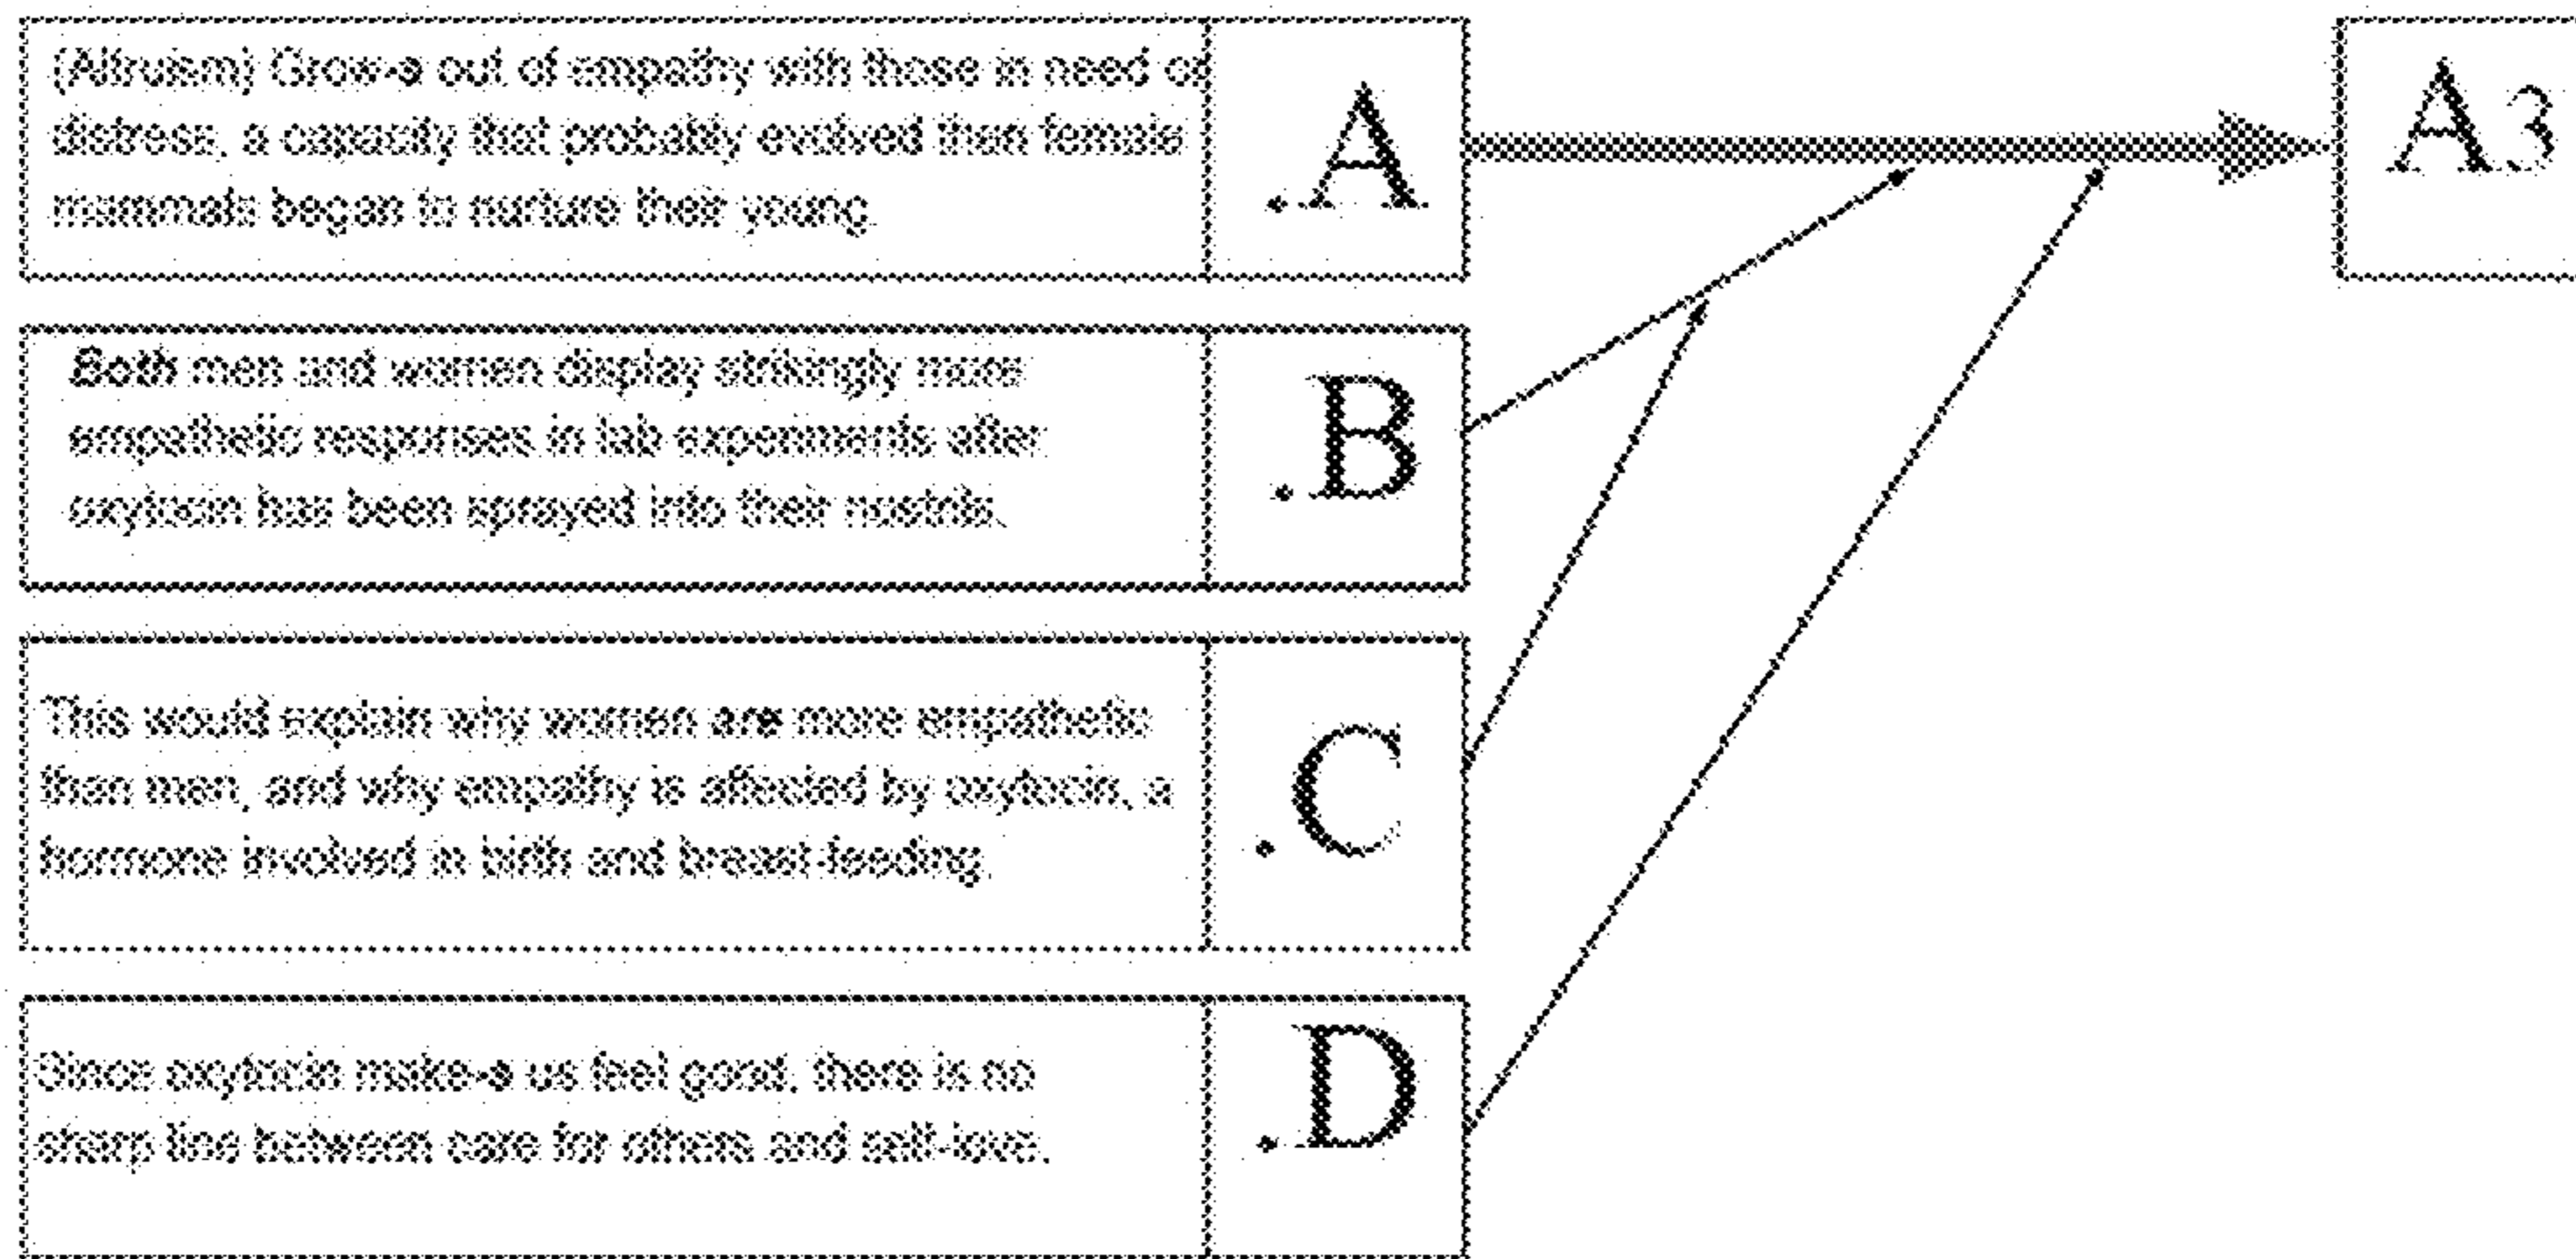 (Altruism) Grow-s out of empathy with those in need or
distress, a capacity that probably evolved then female
mammals began to nurture their young.
.A
A3
Both men and women display strikingly more
empathetic responses in lab experiments after
oxytocin has been sprayed into their nostrils.
.B
This would explain why women are more empathetic
than men, and why empathy is affected by oxytocin, a
hormone involved in birth and breast-feeding.
.C
Since oxytocin make-s us feel good, there is no
sharp line between care for others and self-love.
.D